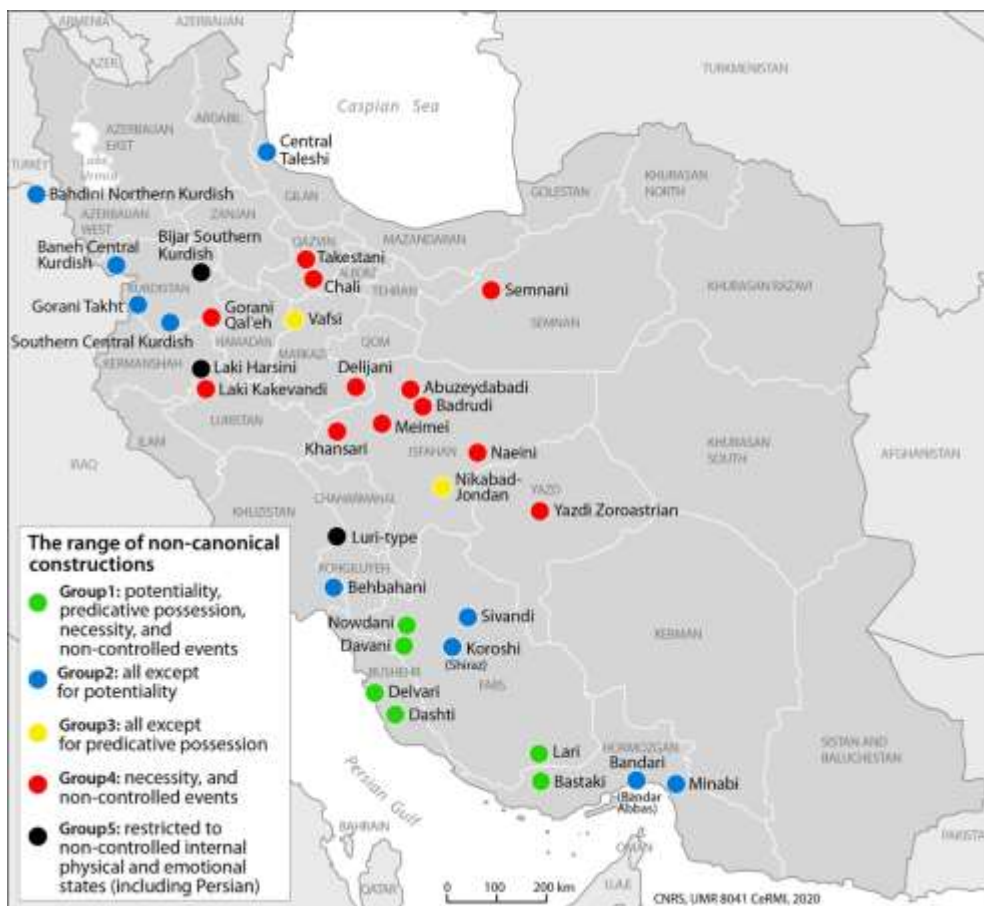 ARMENIA
AZERBAIJAN
AZER.
TURKMENISTAN
Caspian Sea
ARDABIL
AZERBAIJAN
EAST
Central
Taleshi
TURKEY
Lake
Urmia
Bahdini Northern Kurdish
GILAN
GOLESTAN
KHURASAN
NORTH
AZERBAIJAN
WEST
ZANJAN
Baneh Central
Kurdish
Bijar Southern
Kurdish
QAZVIN
MAZANDARAN
Takestani
ALBORZ
Chali
TEHRAN
Semnani
KHURASAN RAZAVI
KURDISTAN
Gorani Takht
Gorani
Qal'eh
Vafsi
SEMNAN
Southern Central Kurdish
HAMADAN
MARKAZI
QOM
KERMANSHAH
Laki Harsini
Delijani
Laki Kakevandi
Abuzeydabadi
Badrudi
LURISTAN
Meimei
Khansari
ILAM
ISFAHAN
Naeini
KHURASAN
SOUTH
AFGHANISTAN
IRAQ
Nikabad-
Jondan
YAZD
CHAHARMAHAL
KHUZISTAN
Yazdi Zoroastrian
Luri-type
KOHGILUYEH
Behbahani
Sivandi
Nowdani
Davani
Koroshi
(Shiraz)
KERMAN
BUSHEHR
FARS
Delvari
Dashti
Lari
HORMOZGAN
Bandari
Bastaki
Minabi
(Bandar
Abbas)
SISTAN AND
BALUCHESTAN
Persian Gulf
BAHRAIN
QATAR
OMAN
U.A.E.
PAKISTAN
The range of non-canonical
constructions
Group1: potentiality,
predicative possession,
necessity, and
non-controlled events
Group2: all except
for potentiality
Group3: all except
for predicative possession
Group4: necessity, and
non-controlled events
Group5: restricted to
non-controlled internal
physical and emotional
states (including Persian)
0 200 km
CNRS, UMR 8041 CeRMI, 2020